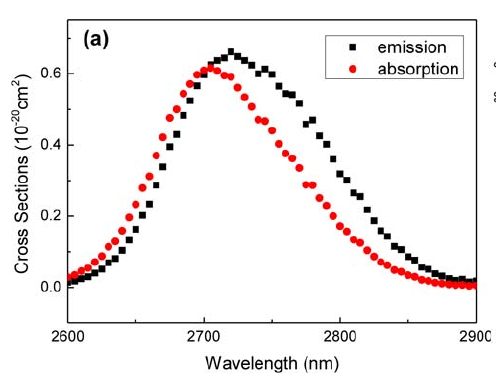 (a)
emission
absorption
Cross Sections (10⁻²⁰cm²)
0.6
0.4
0.2
0.0
2600
2700
2800
2900
Wavelength (nm)